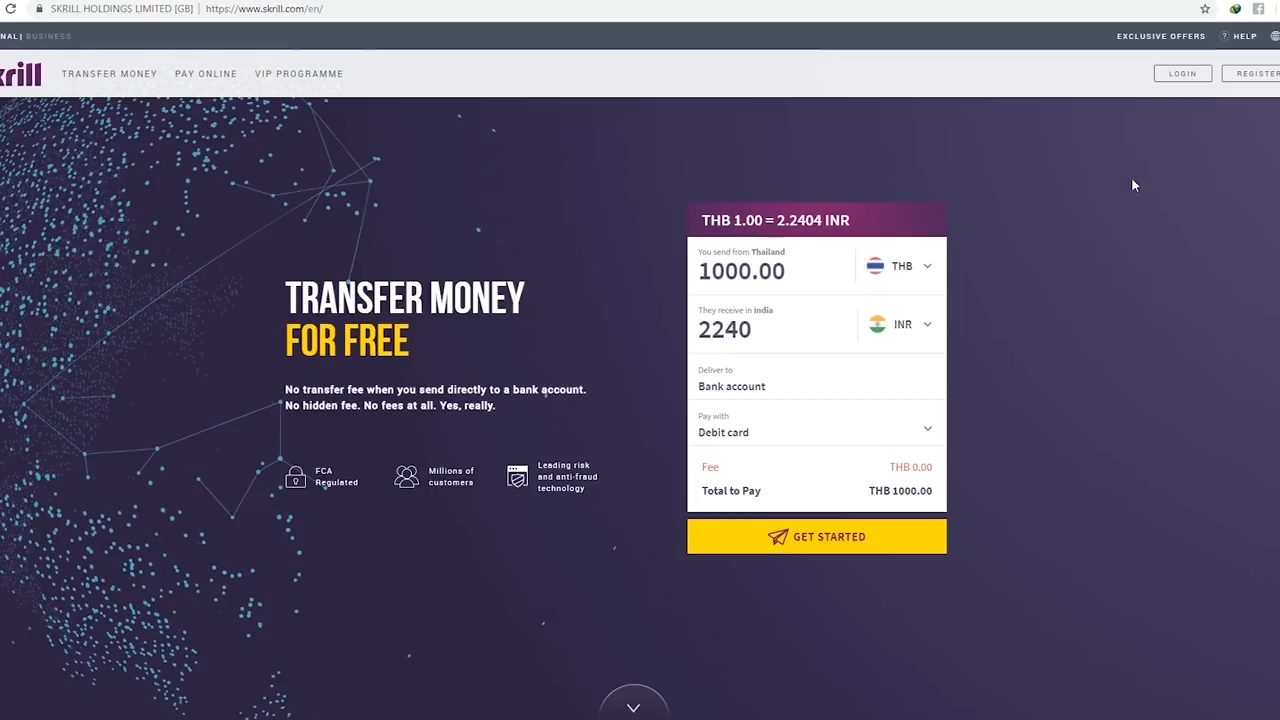 SKRILL HOLDINGS LIMITED [GB] | https://www.skrill.com/en/
NAL | BUSINESS
EXCLUSIVE OFFERS
? HELP
krill
TRANSFER MONEY
PAY ONLINE
VIP PROGRAMME
LOGIN
REGISTER
THB 1.00 = 2.2404 INR
You send from Thailand
1000.00
THB
They receive in India
2240
INR
Deliver to
Bank account
Pay with
Debit card
Fee THB 0.00
Total to Pay THB 1000.00
GET STARTED
TRANSFER MONEY
FOR FREE
No transfer fee when you send directly to a bank account.
No hidden fee. No fees at all. Yes, really.
FCA
Regulated
Millions of
customers
Leading risk
and anti-fraud
technology